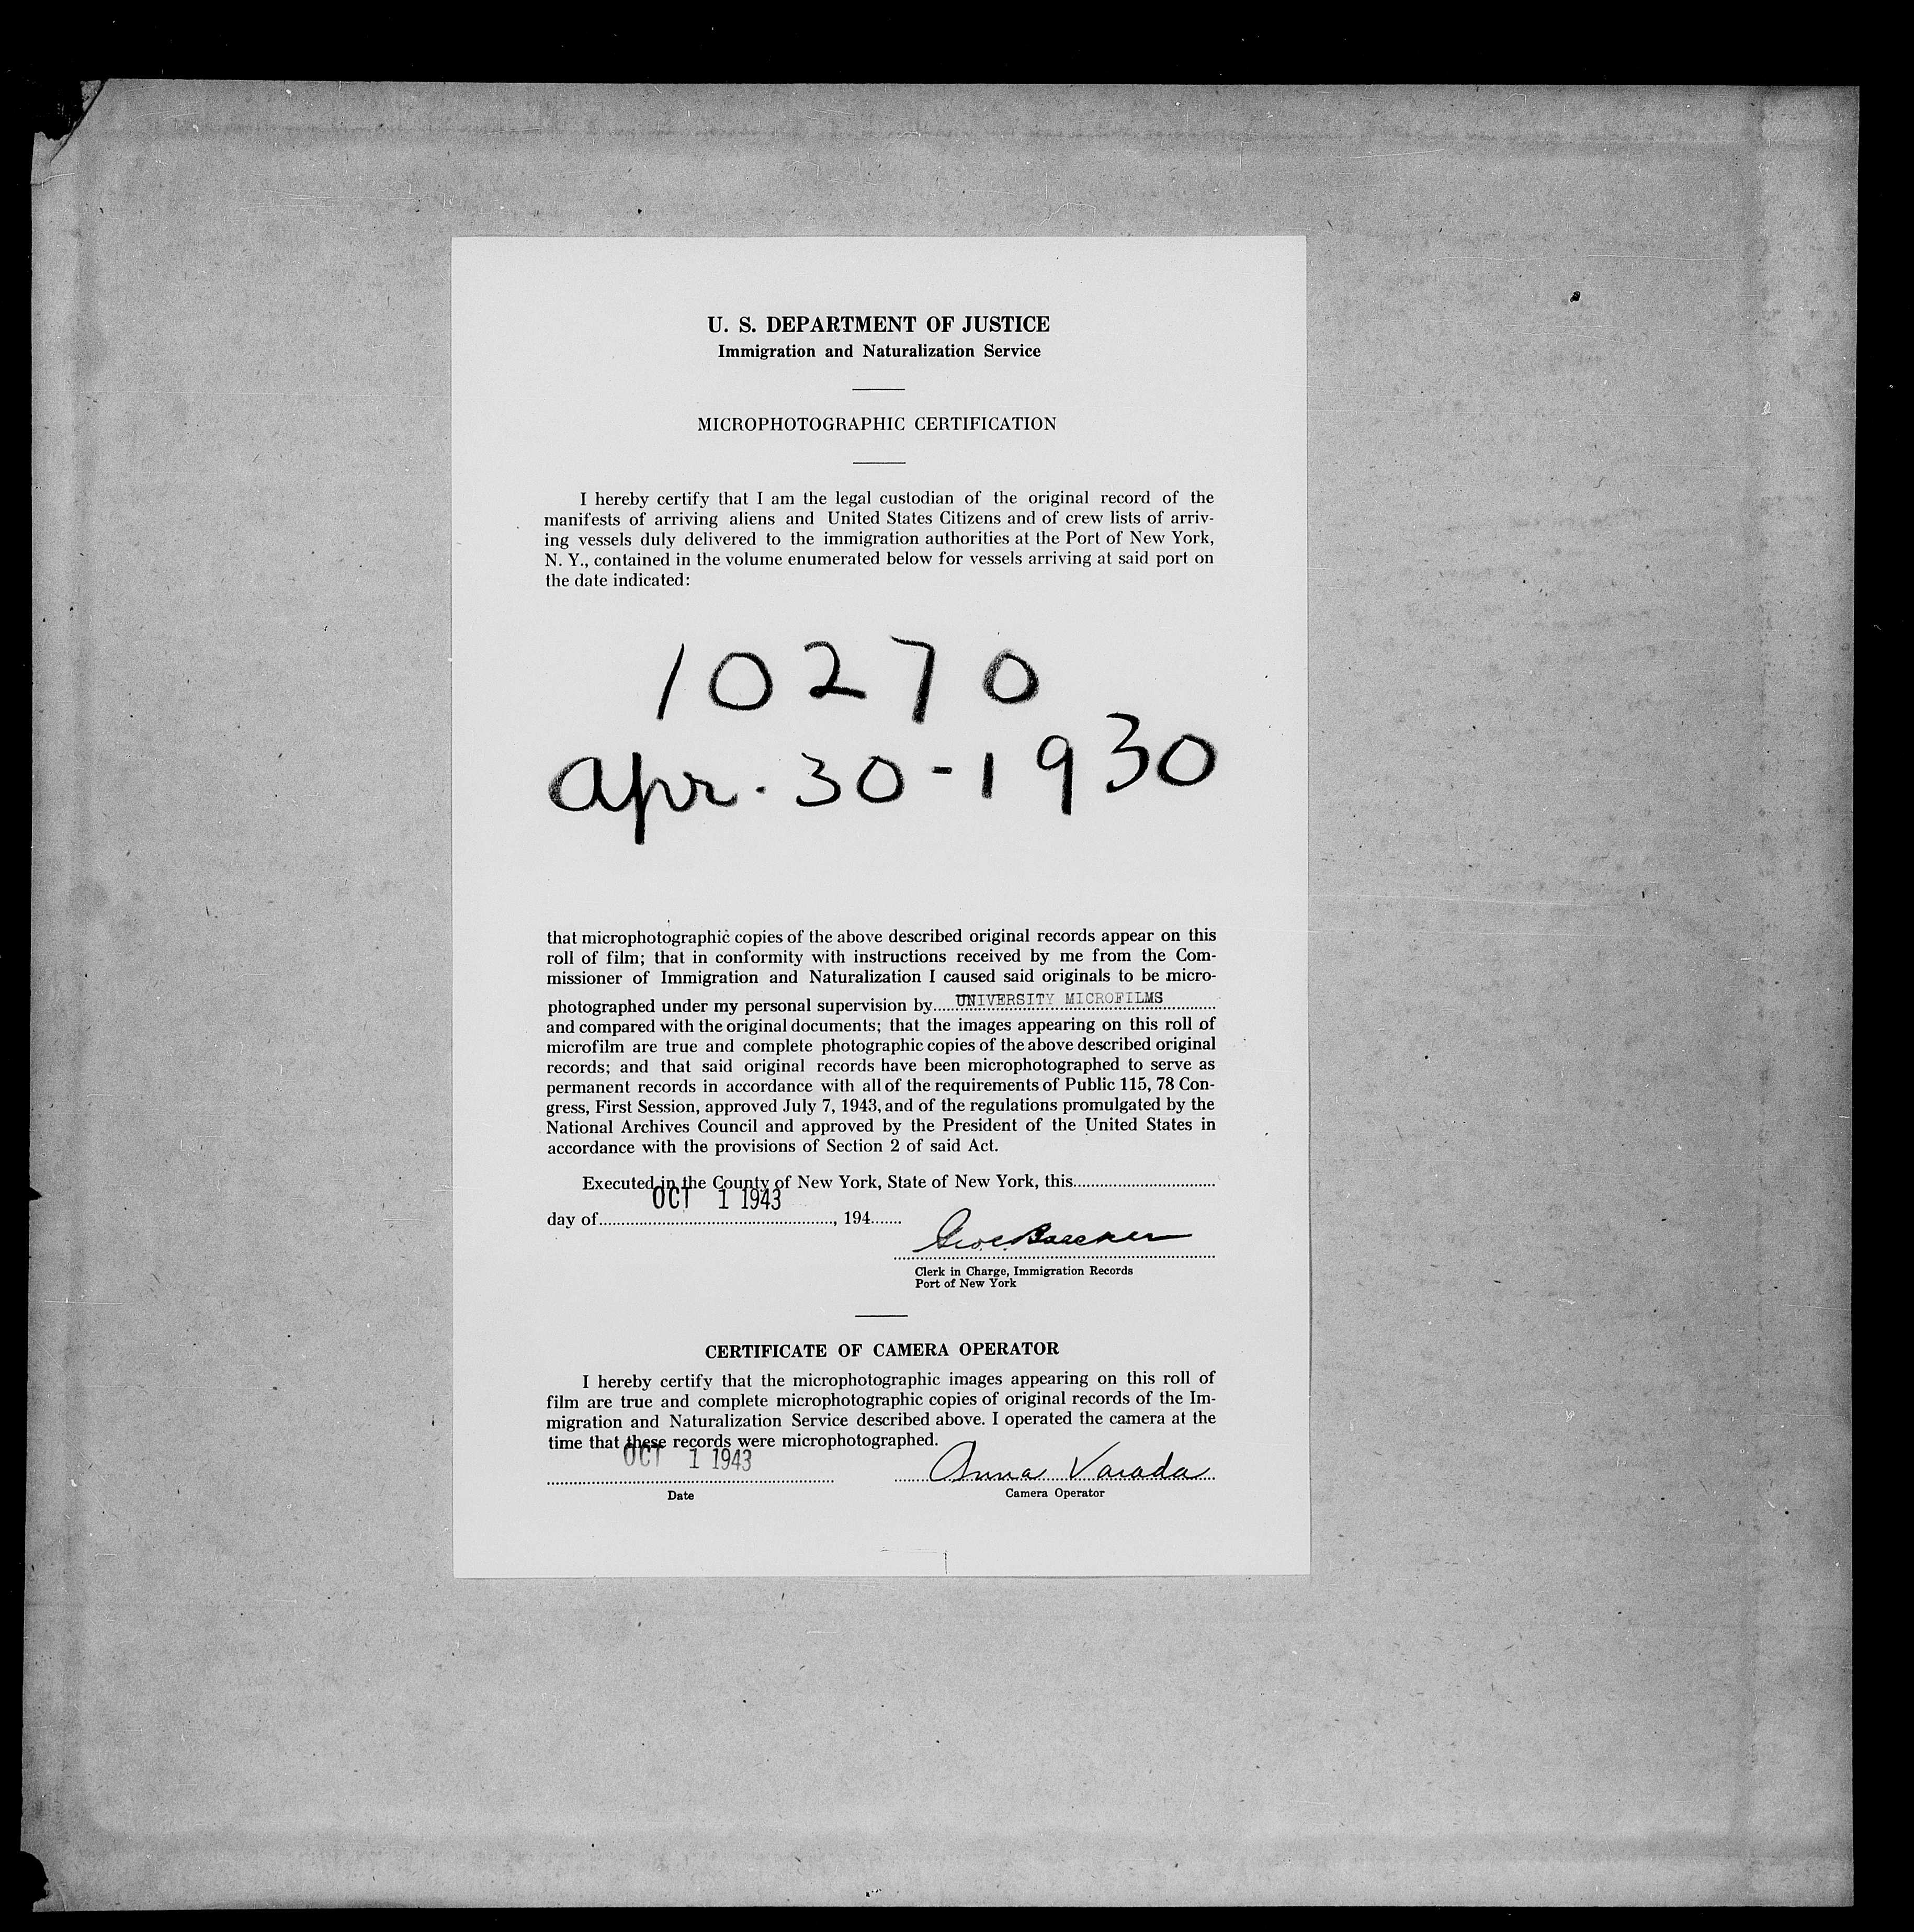 U. S. DEPARTMENT OF JUSTICE
Immigration and Naturalization Service
MICROPHOTOGRAPHIC CERTIFICATION
I hereby certify that I am the legal custodian of the original record of the
manifests of arriving aliens and United States Citizens and of crew lists of arriv-
ing vessels duly delivered to the immigration authorities at the Port of New York,
N. Y., contained in the volume enumerated below for vessels arriving at said port on
the date indicated:
10270
Apr. 30-1930
that microphotographic copies of the above described original records appear on this
roll of film; that in conformity with instructions received by me from the Com-
missioner of Immigration and Naturalization I caused said originals to be micro-
photographed under my personal supervision by UNIVERSITY MICROFILMS
and compared with the original documents; that the images appearing on this roll of
microfilm are true and complete photographic copies of the above described original
records; and that said original records have been microphotographed to serve as
permanent records in accordance with all of the requirements of Public 115, 78 Con-
gress, First Session, approved July 7, 1943, and of the regulations promulgated by the
National Archives Council and approved by the President of the United States in
accordance with the provisions of Section 2 of said Act.
Executed in the County of New York, State of New York, this
OCT 1 1943
day of , 194
Clerk in Charge, Immigration Records
Port of New York
CERTIFICATE OF CAMERA OPERATOR
I hereby certify that the microphotographic images appearing on this roll of
film are true and complete microphotographic copies of original records of the Im-
migration and Naturalization Service described above. I operated the camera at the
time that these records were microphotographed.
OCT 1 1943
Anna Varada
Date
Camera Operator